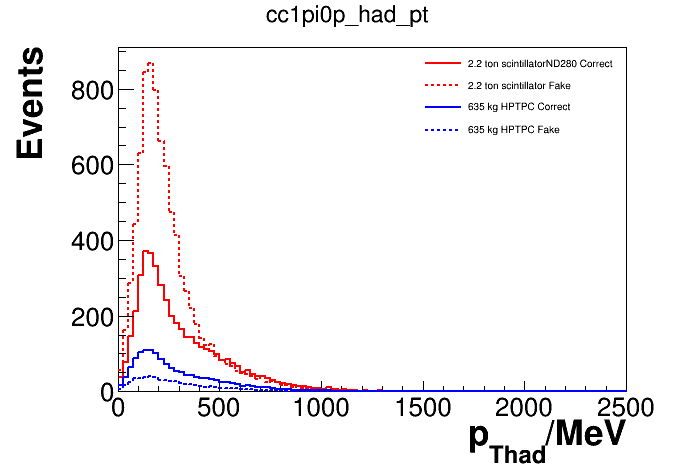 cc1pi0p_had_pt
Events
800
600
400
200
0
2.2 ton scintillatorND280 Correct
2.2 ton scintillator Fake
635 kg HPTPC Correct
635 kg HPTPC Fake
0 500 1000 1500 2000 2500
pThad/MeV